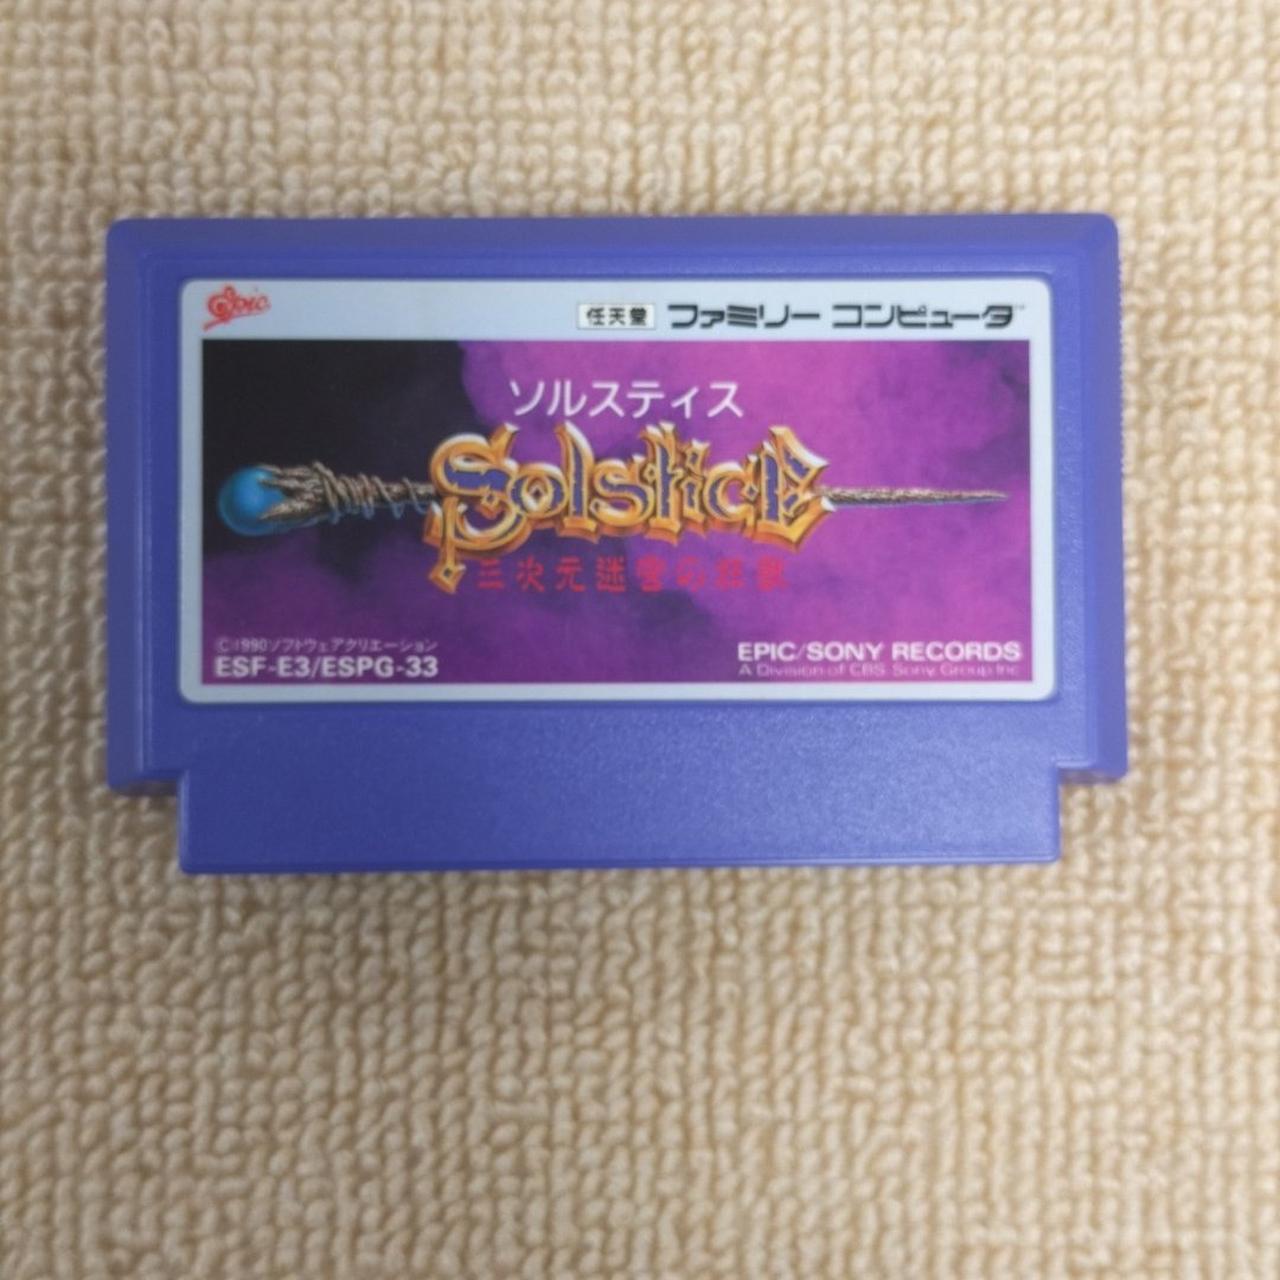 Epic
任天堂 ファミリー コンピュータ™
ソルスティス
Solstice
三次元迷宮の狂獣
©1990ソフトウェアクリエーション
ESF-E3/ESPG-33
EPIC/SONY RECORDS
A Division of CBS/Sony Group Inc.